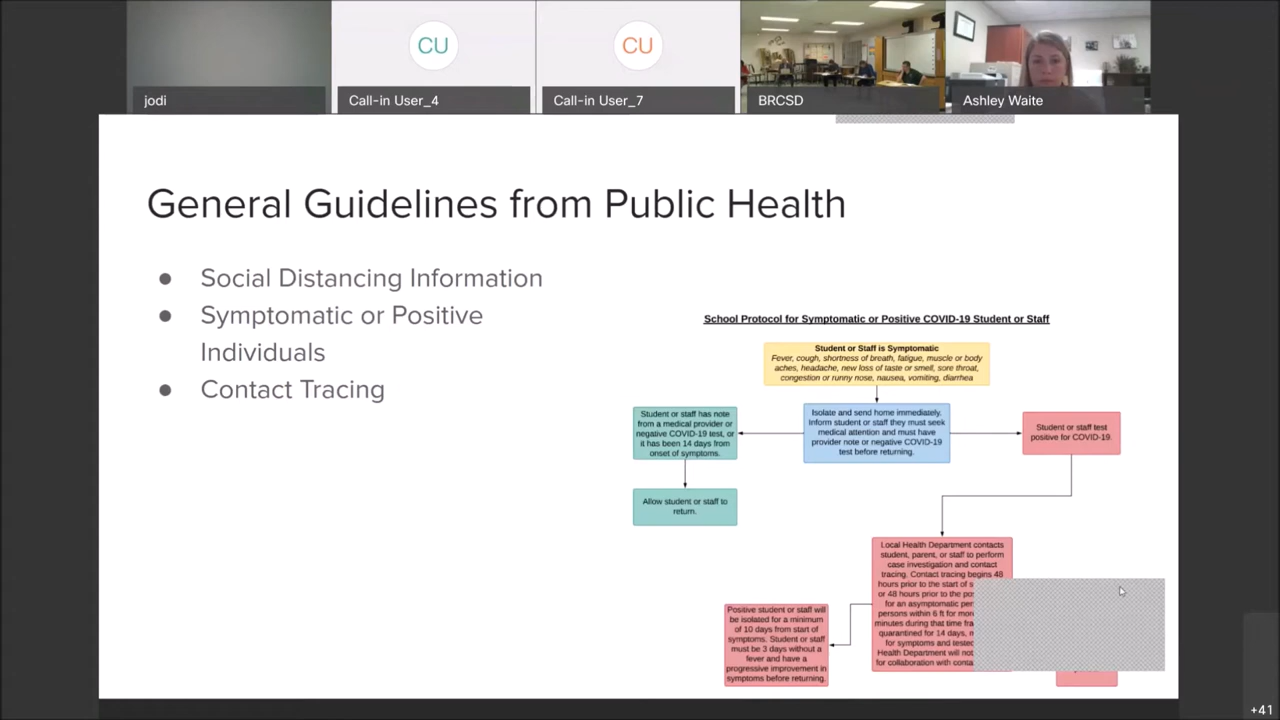 jodi
CU
Call-in User_4
CU
Call-in User_7
BRCSD
Ashley Waite
General Guidelines from Public Health
● Social Distancing Information
● Symptomatic or Positive
Individuals
● Contact Tracing
School Protocol for Symptomatic or Positive COVID-19 Student or Staff
Student or Staff is Symptomatic
Fever, cough, shortness of breath, fatigue, muscle or body
aches, headache, new loss of taste or smell, sore throat,
congestion or runny nose, nausea, vomiting, diarrhea
Student or staff has note
from a medical provider or
negative COVID-19 test, or
it has been 14 days from
onset of symptoms.
Isolate and send home immediately.
Inform student or staff they must seek
medical attention and must have
provider note or negative COVID-19
test before returning.
Student or staff test
positive for COVID-19.
Allow student or staff to
return.
Local Health Department contacts
student, parent, or staff to perform
case investigation and contact
tracing. Contact tracing begins 48
hours prior to the start of
or 48 hours prior to the
for an asymptomatic
persons within 6 ft for
minutes during that time
quarantined for 14 days,
for symptoms and tested
Health Department will not
for collaboration with
Positive student or staff will
be isolated for a minimum
of 10 days from start of
symptoms. Student or staff
must be 3 days without a
fever and have a
progressive improvement in
symptoms before returning.
+41